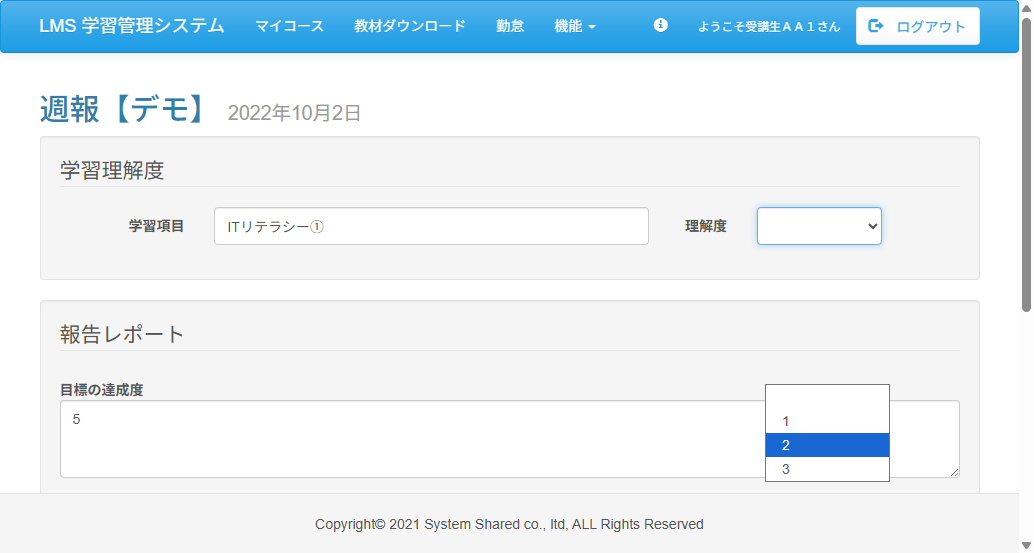 LMS 学習管理システム マイコース 教材ダウンロード 勤怠 機能 ようこそ受講生ＡＡ１さん ログアウト
週報【デモ】 2022年10月2日
学習理解度
学習項目 ITリテラシー① 理解度
報告レポート
目標の達成度
5
1
2
3
Copyright© 2021 System Shared co., ltd, ALL Rights Reserved